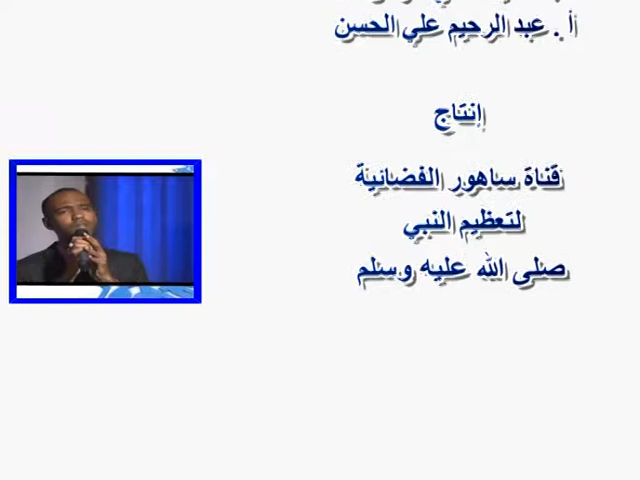 أ . عبد الرحيم علي الحسن
إنتاج
قناة ساهور الفضائية
لتعظيم النبي
صلى الله عليه وسلم